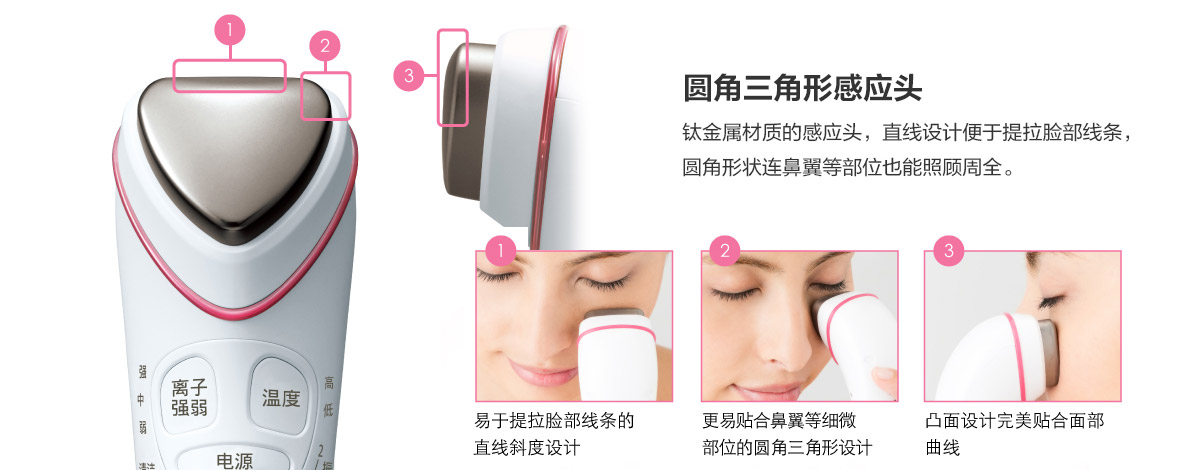 1
2
3
圆角三角形感应头
钛金属材质的感应头，直线设计便于提拉脸部线条，
圆角形状连鼻翼等部位也能照顾周全。
1
2
3
易于提拉脸部线条的
直线斜度设计
更易贴合鼻翼等细微
部位的圆角三角形设计
凸面设计完美贴合面部
曲线
强
中
弱
离子
强弱
温度
高
低
电源
2